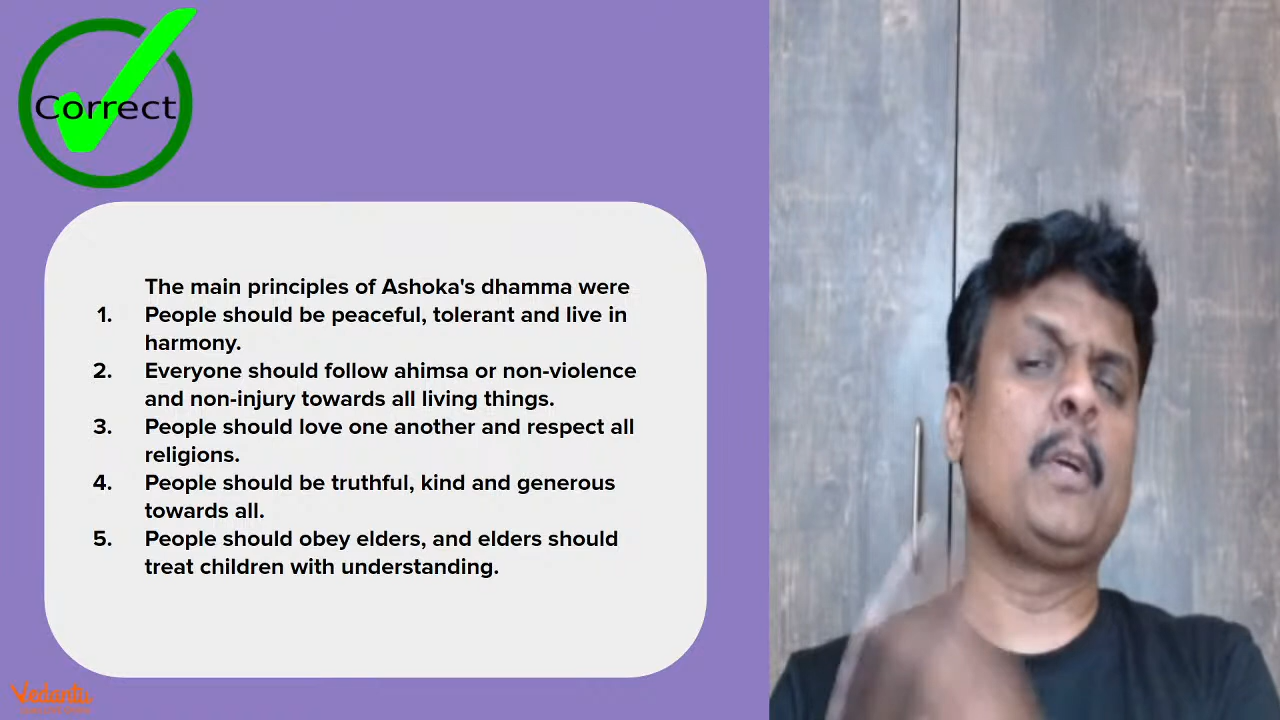 Correct
The main principles of Ashoka's dhamma were
1. People should be peaceful, tolerant and live in
harmony.
2. Everyone should follow ahimsa or non-violence
and non-injury towards all living things.
3. People should love one another and respect all
religions.
4. People should be truthful, kind and generous
towards all.
5. People should obey elders, and elders should
treat children with understanding.
Vedantu